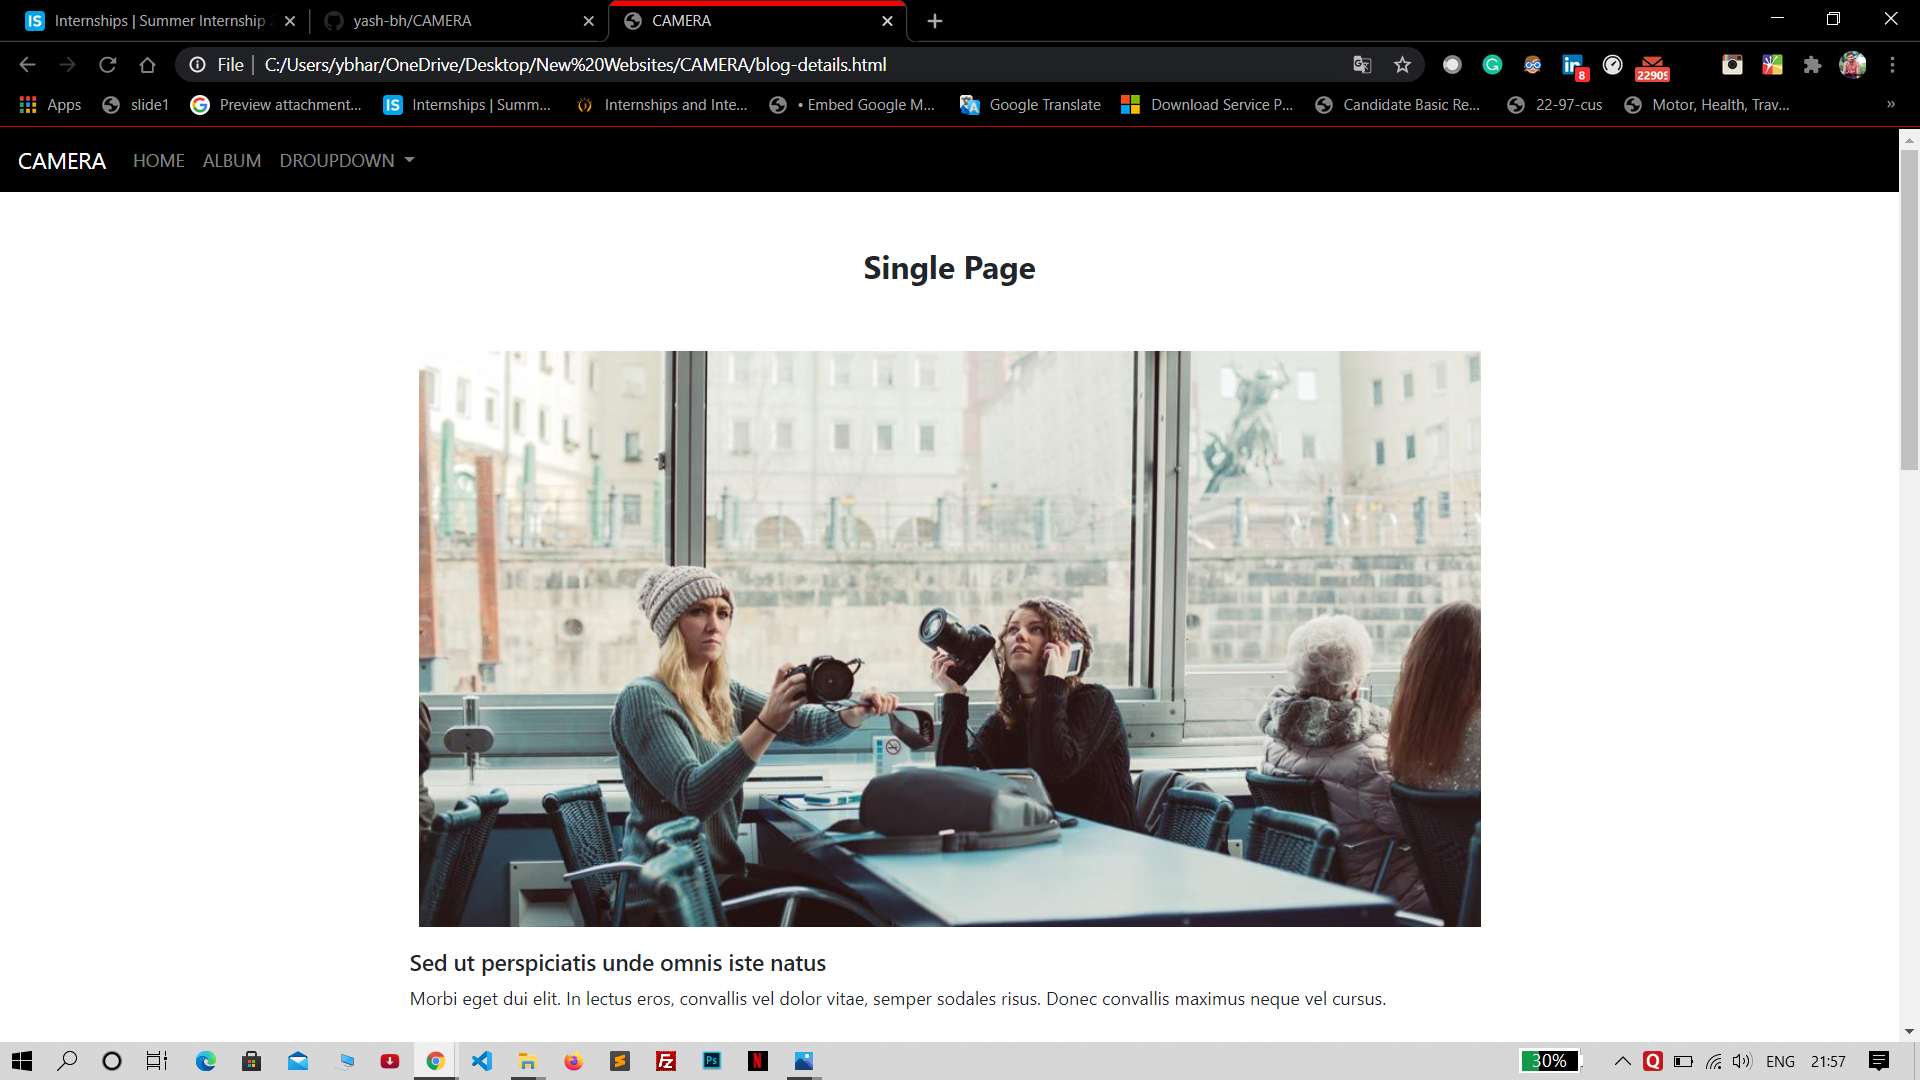 Internships | Summer Internship
yash-bh/CAMERA
CAMERA
File | C:/Users/ybhar/OneDrive/Desktop/New%20Websites/CAMERA/blog-details.html
8
2290
Apps
slide1
Preview attachment...
Internships | Summ...
Internships and Inte...
• Embed Google M...
Google Translate
Download Service P...
Candidate Basic Re...
22-97-cus
Motor, Health, Trav...
»
CAMERA HOME ALBUM DROUPDOWN
Single Page
Sed ut perspiciatis unde omnis iste natus
Morbi eget dui elit. In lectus eros, convallis vel dolor vitae, semper sodales risus. Donec convallis maximus neque vel cursus.
30%
ENG
21:57